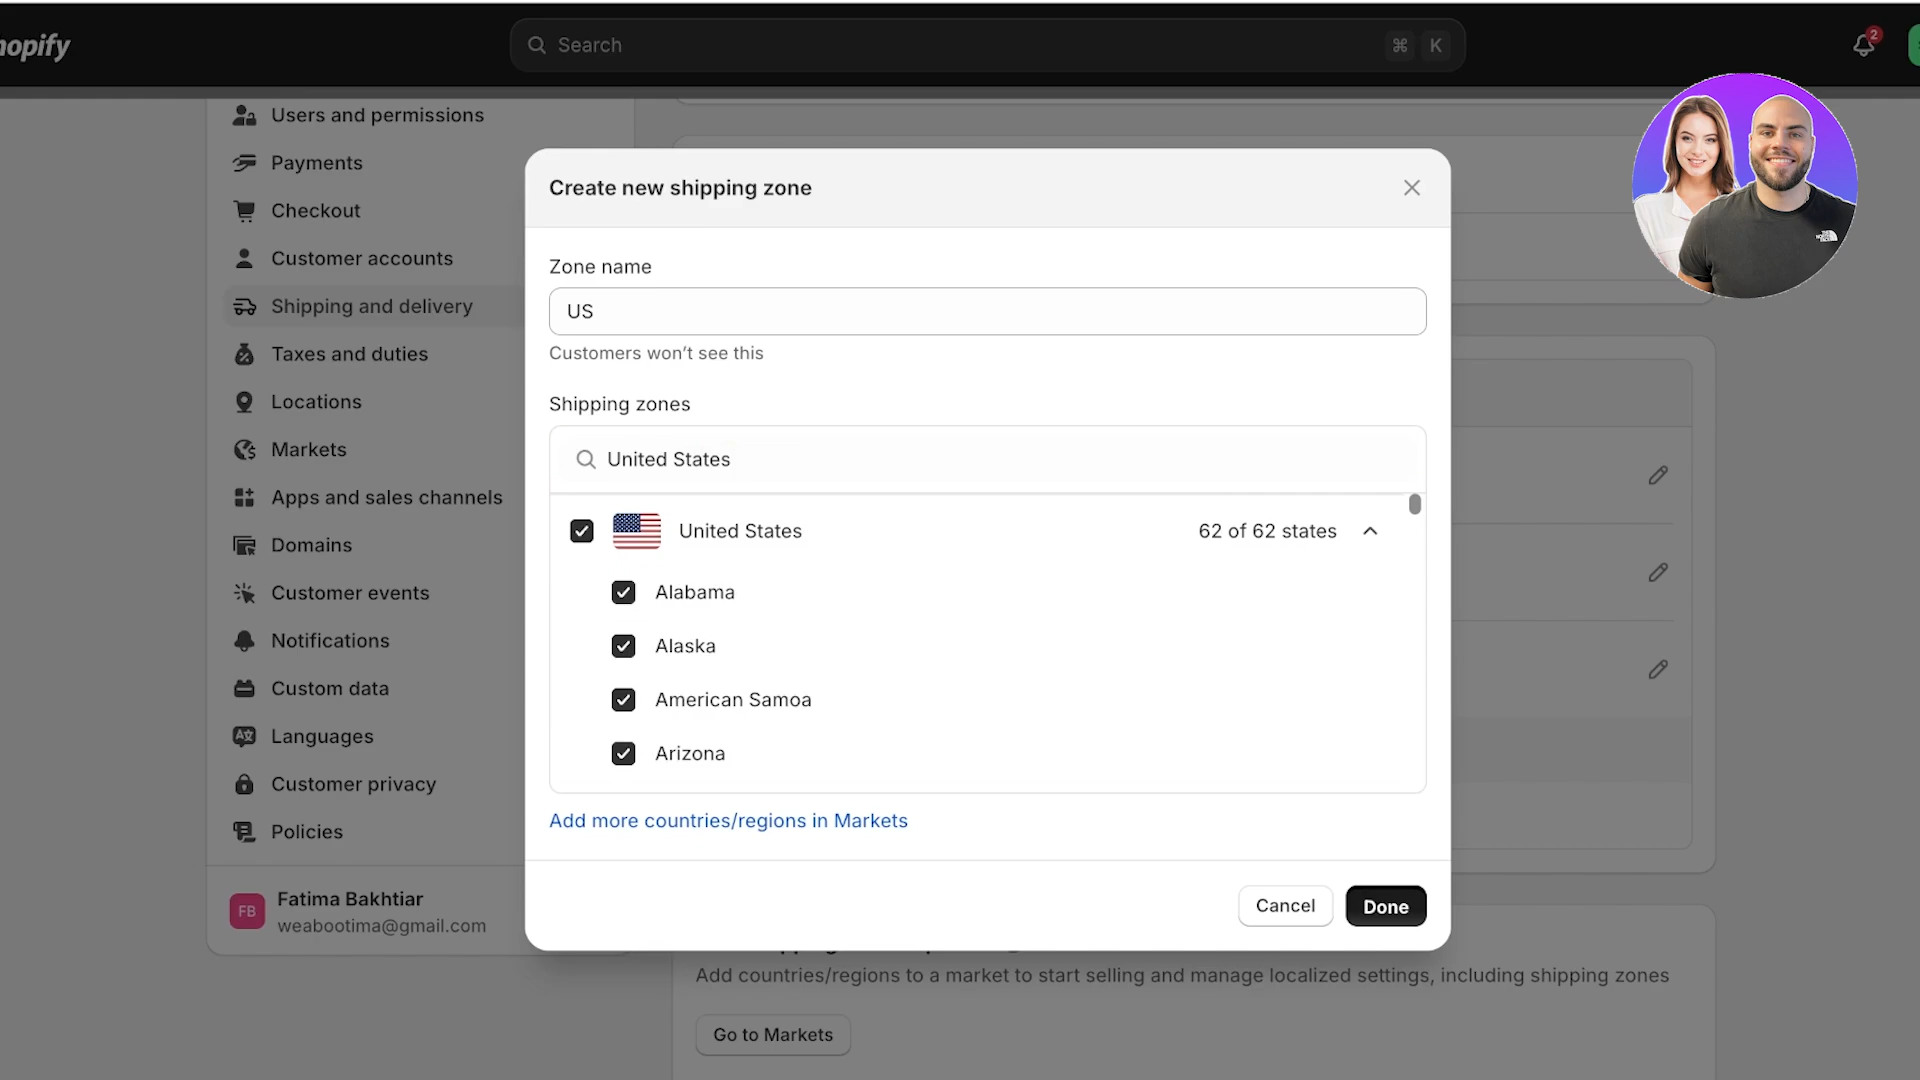 hopify
Search
⌘ K
2
Users and permissions
Payments
Checkout
Customer accounts
Shipping and delivery
Taxes and duties
Locations
Markets
Apps and sales channels
Domains
Customer events
Notifications
Custom data
Languages
Customer privacy
Policies
FB
Fatima Bakhtiar
weabootima@gmail.com
Create new shipping zone
Zone name
US
Customers won’t see this
Shipping zones
United States
United States
62 of 62 states
Alabama
Alaska
American Samoa
Arizona
Add more countries/regions in Markets
Cancel
Done
Add countries/regions to a market to start selling and manage localized settings, including shipping zones
Go to Markets
THE NORTH FACE